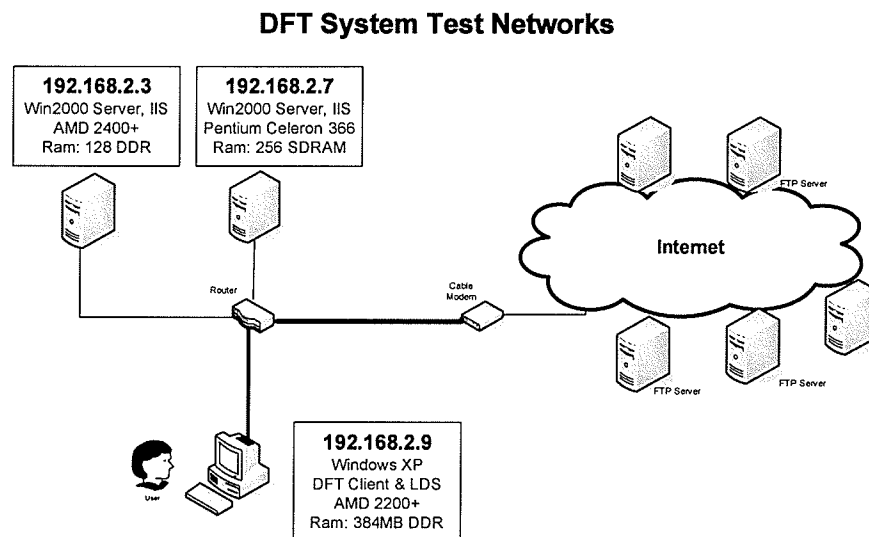 DFT System Test Networks
192.168.2.3
Win2000 Server, IIS
AMD 2400+
Ram: 128 DDR
192.168.2.7
Win2000 Server, IIS
Pentium Celeron 366
Ram: 256 SDRAM
FTP Server
Internet
Router
Cable
Modem
FTP Server
FTP Server
User
192.168.2.9
Windows XP
DFT Client & LDS
AMD 2200+
Ram: 384MB DDR